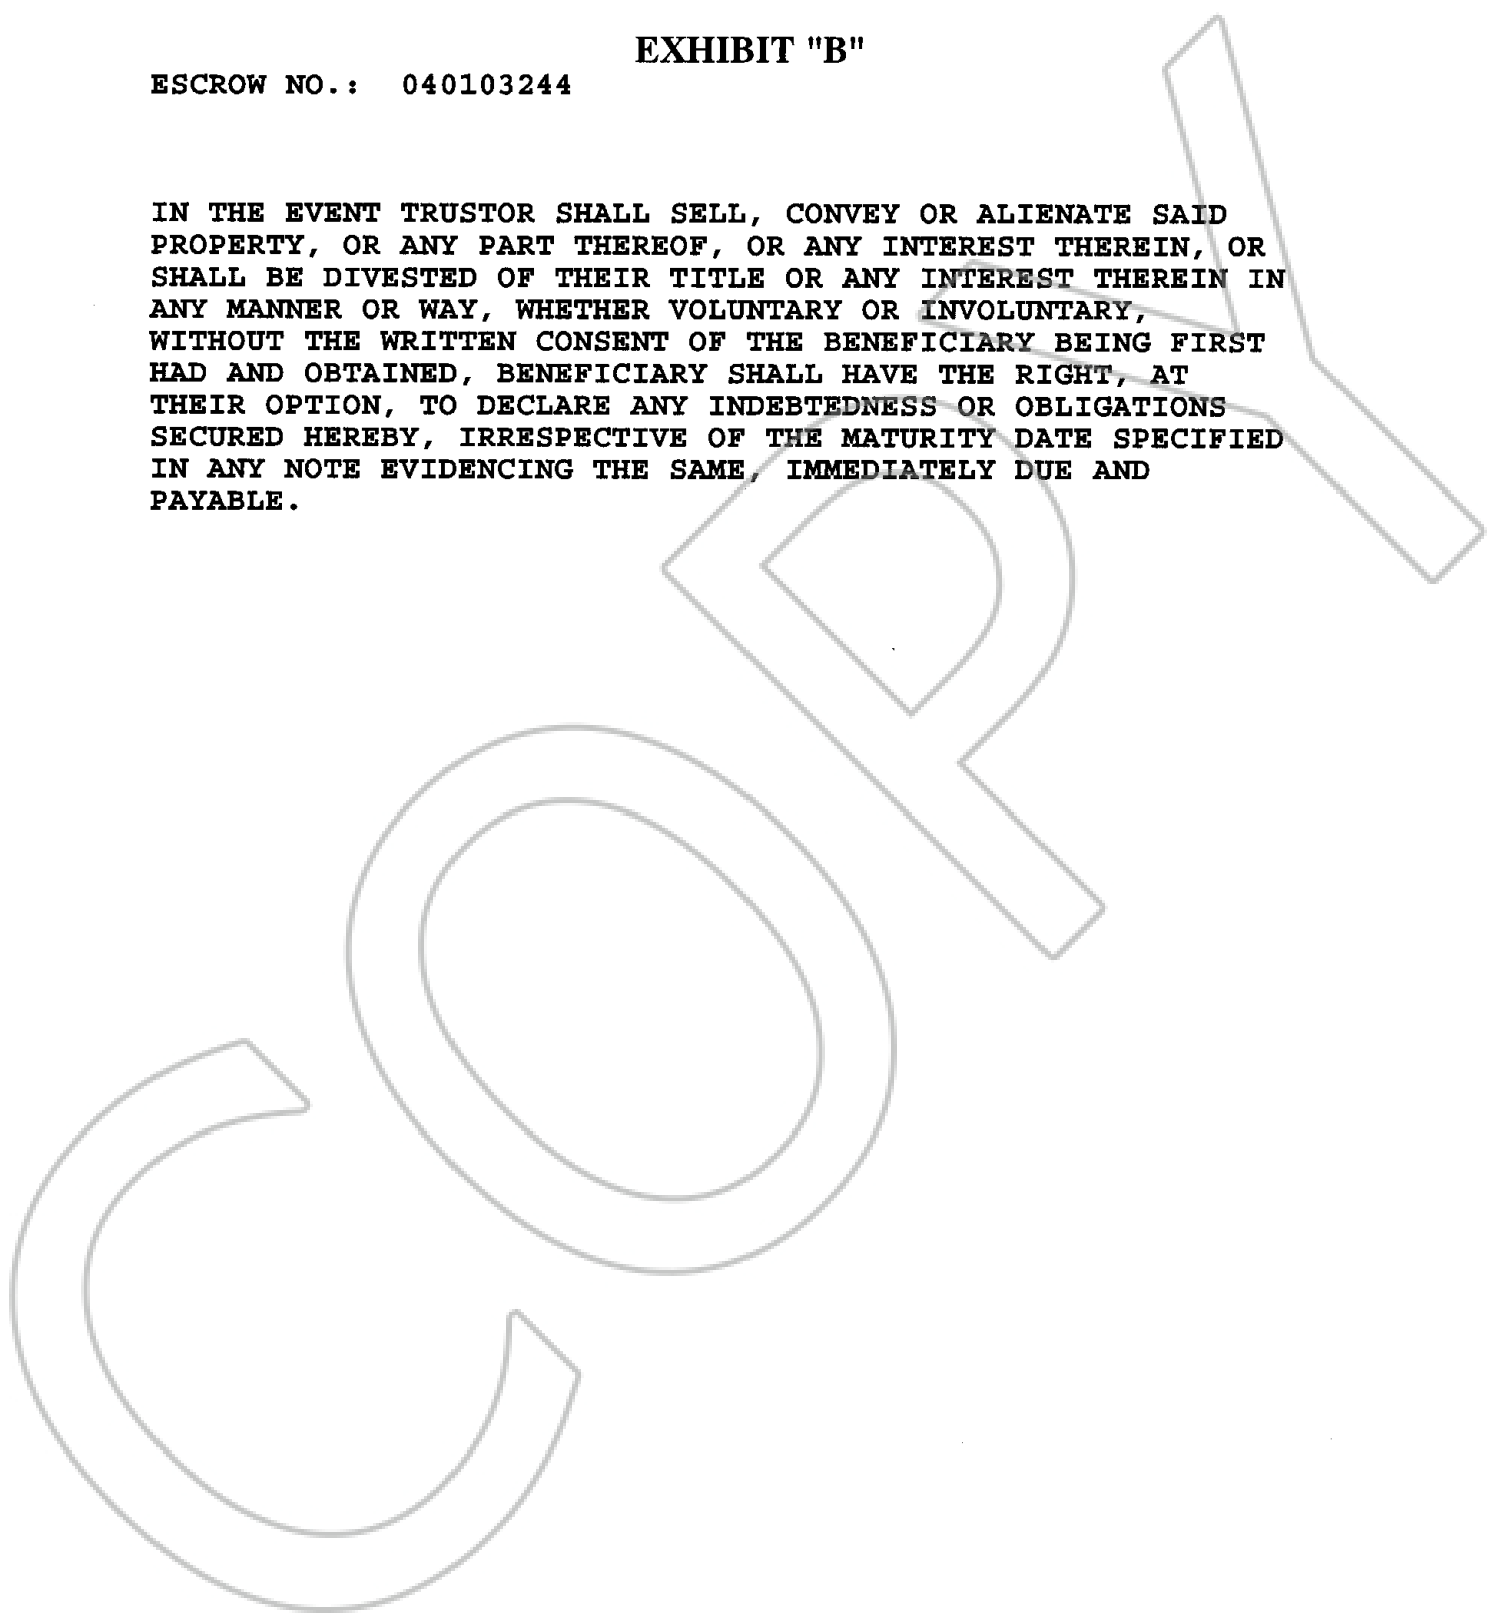 EXHIBIT "B"
ESCROW NO.: 040103244
IN THE EVENT TRUSTOR SHALL SELL, CONVEY OR ALIENATE SAID
PROPERTY, OR ANY PART THEREOF, OR ANY INTEREST THEREIN, OR
SHALL BE DIVESTED OF THEIR TITLE OR ANY INTEREST THEREIN IN
ANY MANNER OR WAY, WHETHER VOLUNTARY OR INVOLUNTARY,
WITHOUT THE WRITTEN CONSENT OF THE BENEFICIARY BEING FIRST
HAD AND OBTAINED, BENEFICIARY SHALL HAVE THE RIGHT, AT
THEIR OPTION, TO DECLARE ANY INDEBTEDNESS OR OBLIGATIONS
SECURED HEREBY, IRRESPECTIVE OF THE MATURITY DATE SPECIFIED
IN ANY NOTE EVIDENCING THE SAME, IMMEDIATELY DUE AND
PAYABLE.
COPY